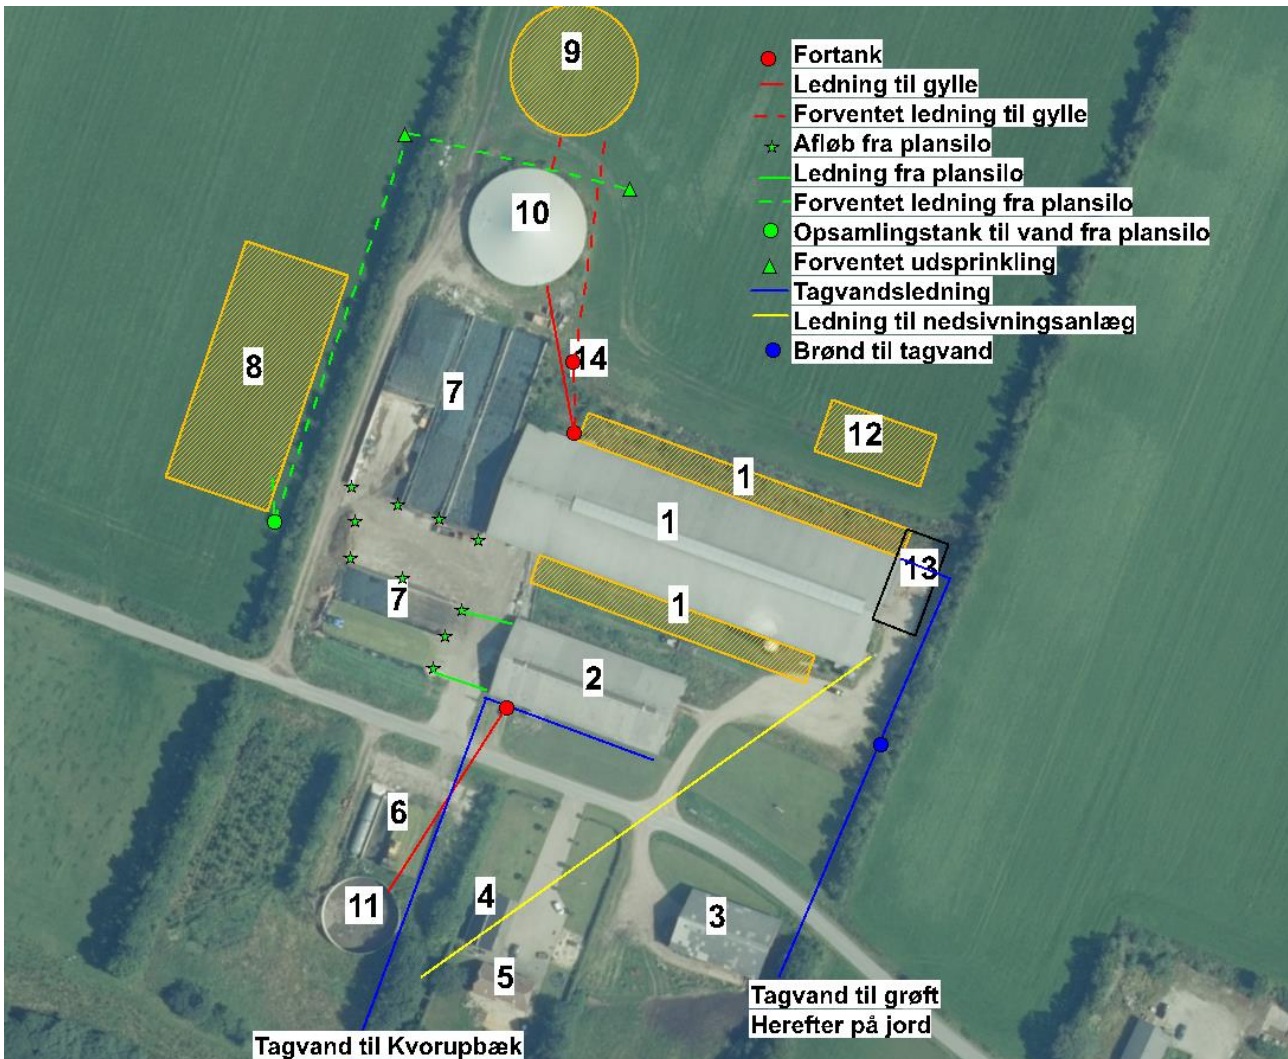 9
Fortank
Ledning til gylle
Forventet ledning til gylle
Afløb fra plansilo
Ledning fra plansilo
Forventet ledning fra plansilo
Opsamlingstank til vand fra plansilo
Forventet udsprinkling
Tagvandsledning
Ledning til nedsivningsanlæg
Brønd til tagvand
10
8
14
7
12
1
1
13
7
1
2
6
4
11
3
5
Tagvand til grøft
Herefter på jord
Tagvand til Kvorupbæk